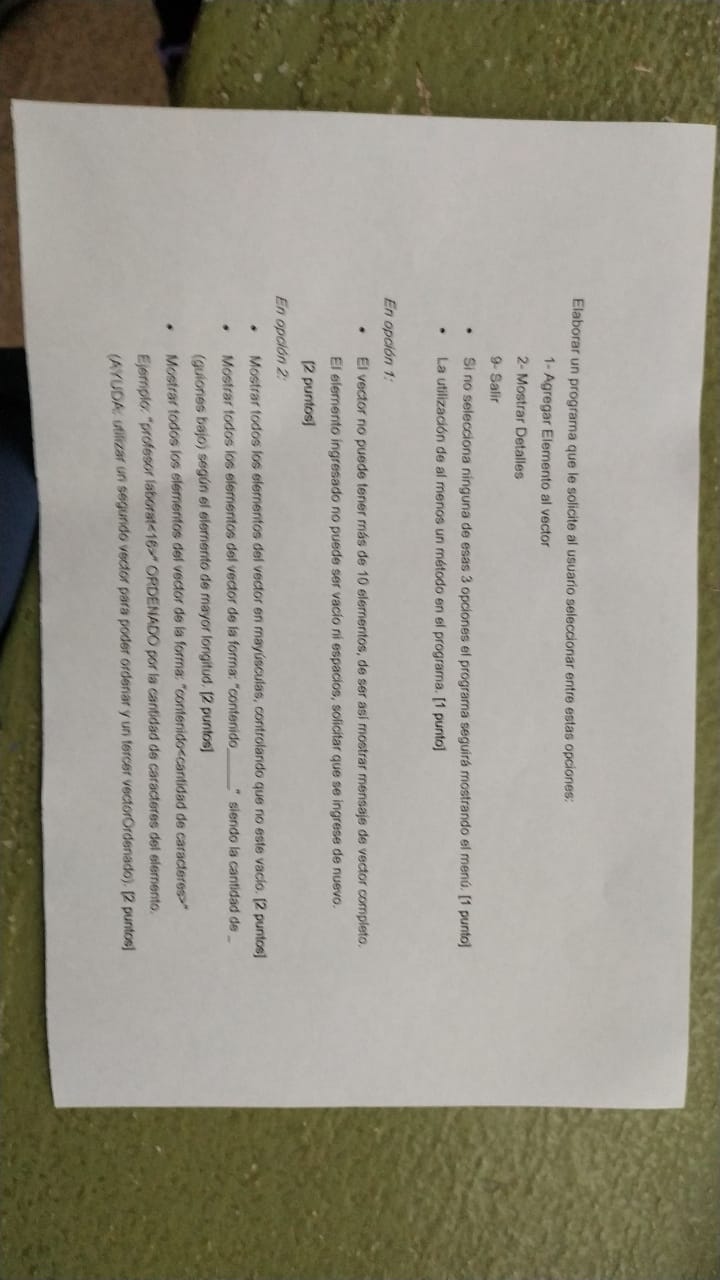 Elaborar un programa que le solicite al usuario seleccionar entre estas opciones:
1- Agregar Elemento al vector
2- Mostrar Detalles
9- Salir
• Si no selecciona ninguna de esas 3 opciones el programa seguirá mostrando el menú. [1 punto]
• La utilización de al menos un método en el programa. [1 punto]
En opción 1:
• El vector no puede tener más de 10 elementos, de ser así mostrar mensaje de vector completo.
El elemento ingresado no puede ser vacío ni espacios, solicitar que se ingrese de nuevo.
[2 puntos]
En opción 2:
• Mostrar todos los elementos del vector en mayúsculas, controlando que no este vacío. [2 puntos]
• Mostrar todos los elementos del vector de la forma: "contenido______" siendo la cantidad de _
(guiones bajo) según el elemento de mayor longitud. [2 puntos]
• Mostrar todos los elementos del vector de la forma: "contenido<cantidad de caracteres>"
Ejemplo: "profesor laborat<16>" ORDENADO por la cantidad de caracteres del elemento.
(AYUDA: utilizar un segundo vector para poder ordenar y un tercer vectorOrdenado). [2 puntos]